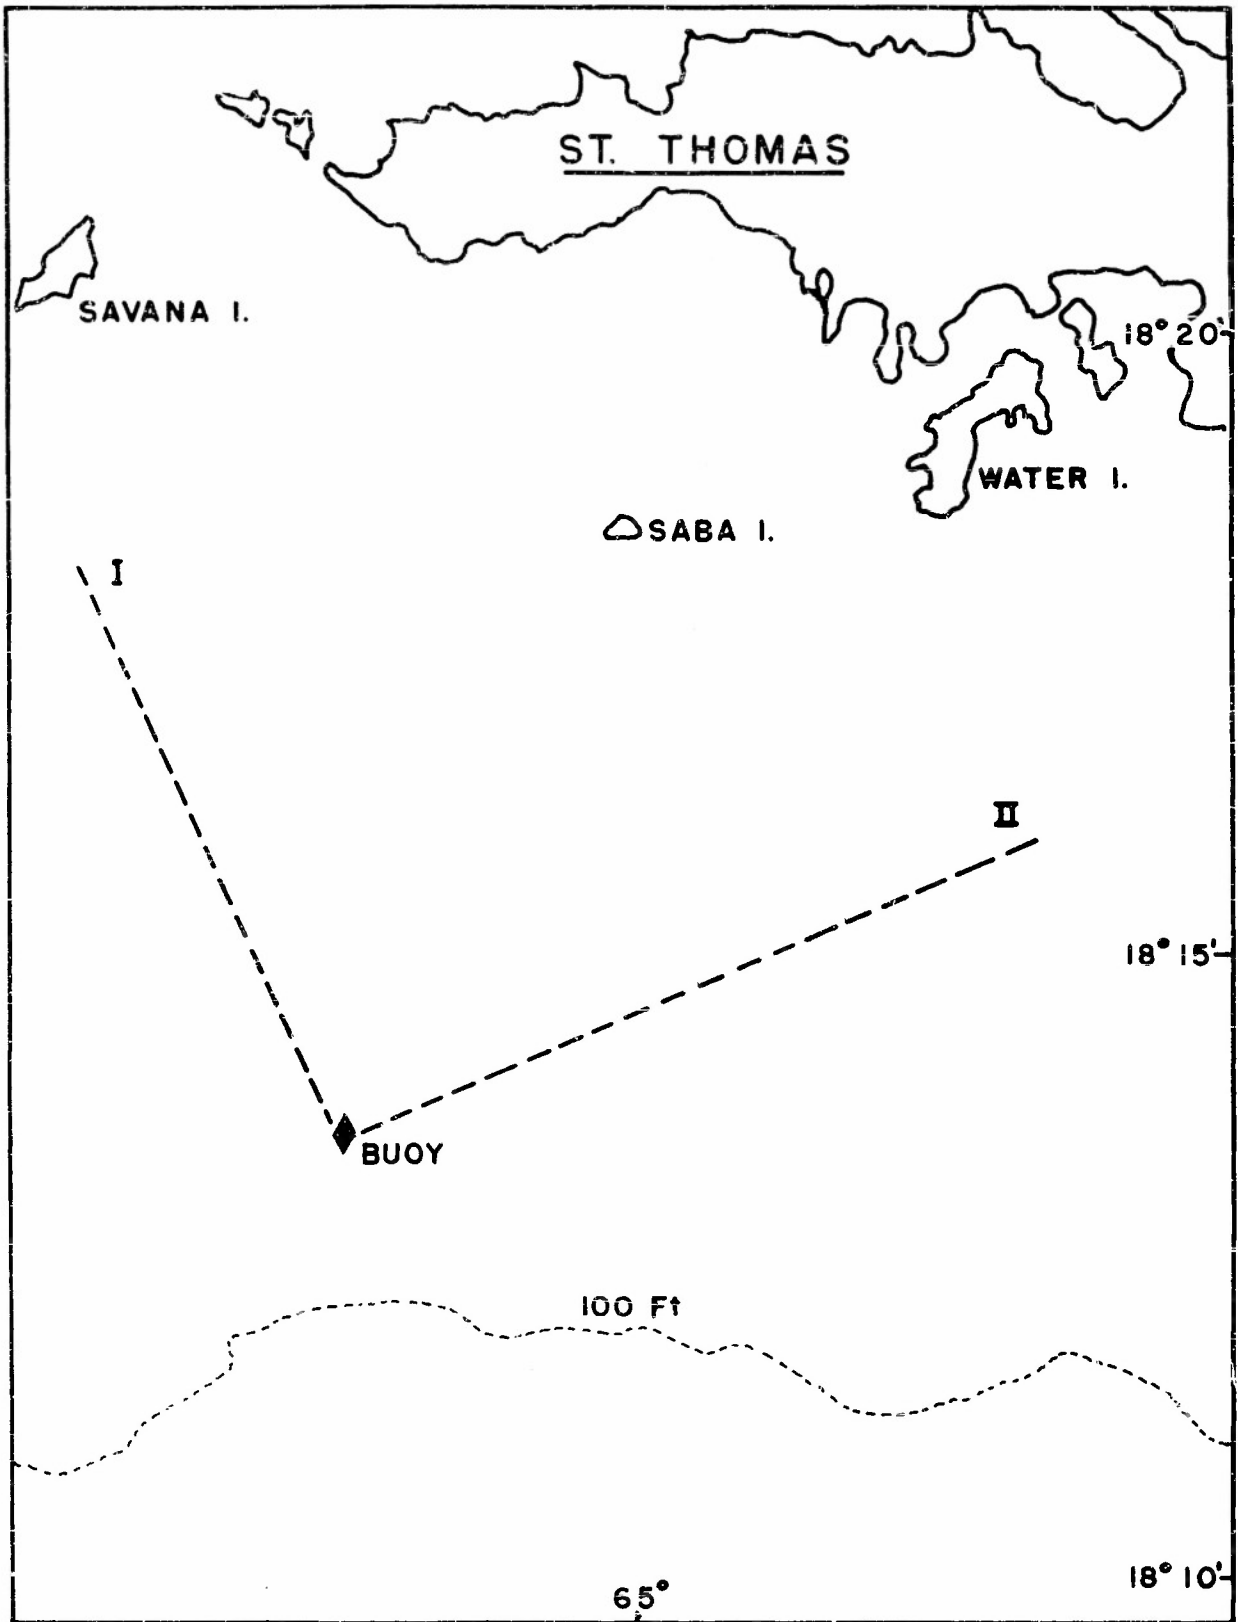 ST. THOMAS
SAVANA I.
18° 20'
WATER I.
SABA I.
I
II
18° 15'
BUOY
100 Ft
18° 10'
65°